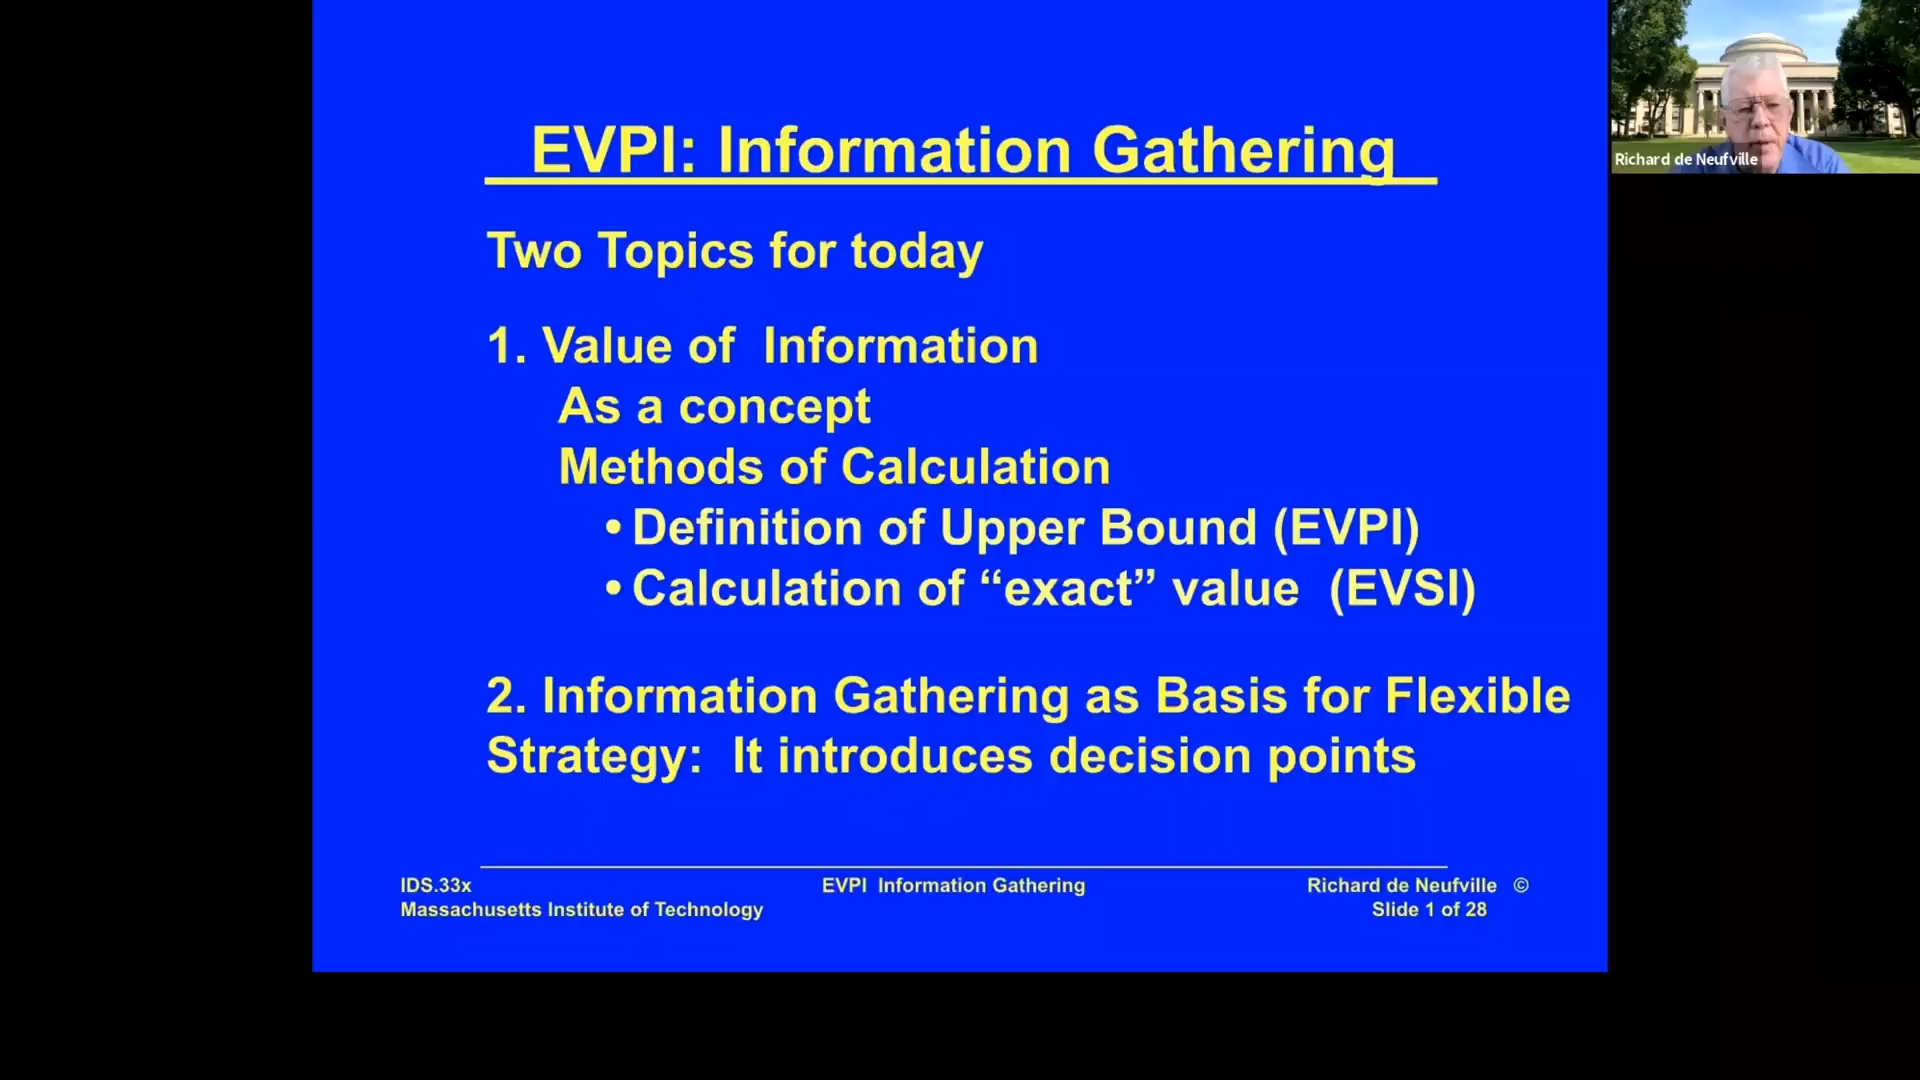 EVPI: Information Gathering
Richard de Neufville
Two Topics for today
1. Value of Information
As a concept
Methods of Calculation
• Definition of Upper Bound (EVPI)
• Calculation of “exact” value (EVSI)
2. Information Gathering as Basis for Flexible
Strategy: It introduces decision points
IDS.33x
Massachusetts Institute of Technology
EVPI Information Gathering
Richard de Neufville ©
Slide 1 of 28